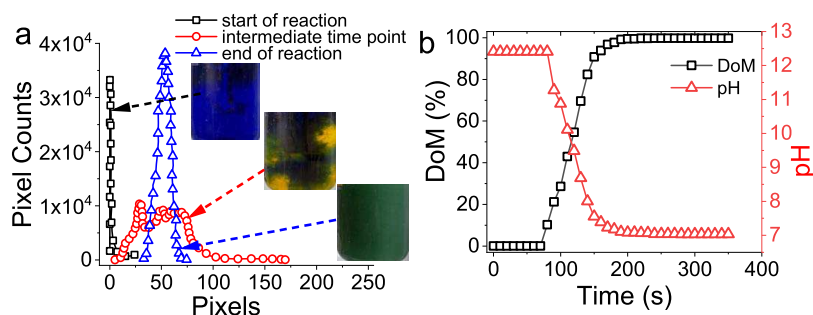 a
start of reaction
intermediate time point
end of reaction
4x10⁴
3x10⁴
2x10⁴
1x10⁴
0
Pixel Counts
0 50 100 150 200 250
Pixels
b
100
80
60
40
20
0
DoM (%)
DoM
pH
13
12
11
10
9
8
7
pH
0 100 200 300 400
Time (s)